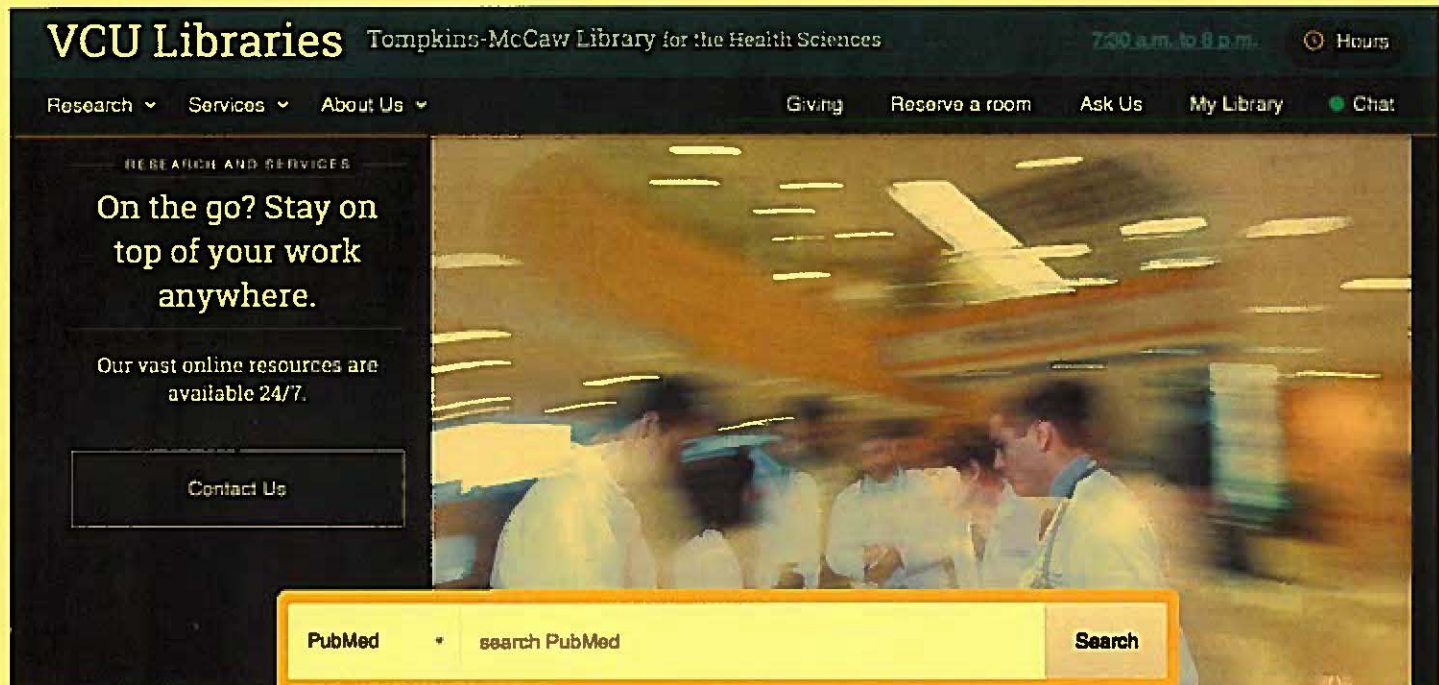 VCU Libraries Tompkins-McCaw Library for the Health Sciences 7:30 a.m. to 8 p.m. Hours
Research Services About Us Giving Reserve a room Ask Us My Library Chat
RESEARCH AND SERVICES
On the go? Stay on
top of your work
anywhere.
Our vast online resources are
available 24/7.
Contact Us
PubMed search PubMed Search